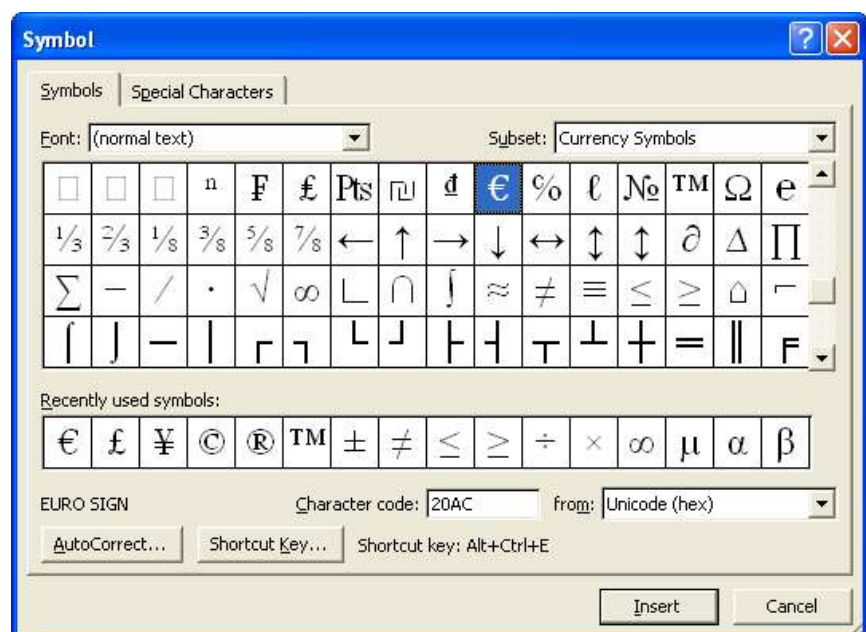 Symbol
Symbols Special Characters
Font: (normal text) Subset: Currency Symbols
□ □ □ ⁿ ₣ ₤ ₧ ₪ ₫ € ℅ ℓ № ™ Ω ℮
⅓ ⅔ ⅛ ⅜ ⅝ ⅞ ← ↑ → ↓ ↔ ↕ ↨ ∂ ∆ ∏
∑ − ∕ ∙ √ ∞ ∟ ∩ ∫ ≈ ≠ ≡ ≤ ≥ ⌂ ⌐
⌠ ⌡ ─ │ ┌ ┐ └ ┘ ├ ┤ ┬ ┴ ┼ ═ ║ ╒
Recently used symbols:
€ £ ¥ © ® ™ ± ≠ ≤ ≥ ÷ × ∞ µ α β
EURO SIGN Character code: 20AC from: Unicode (hex)
AutoCorrect... Shortcut Key... Shortcut key: Alt+Ctrl+E
Insert Cancel